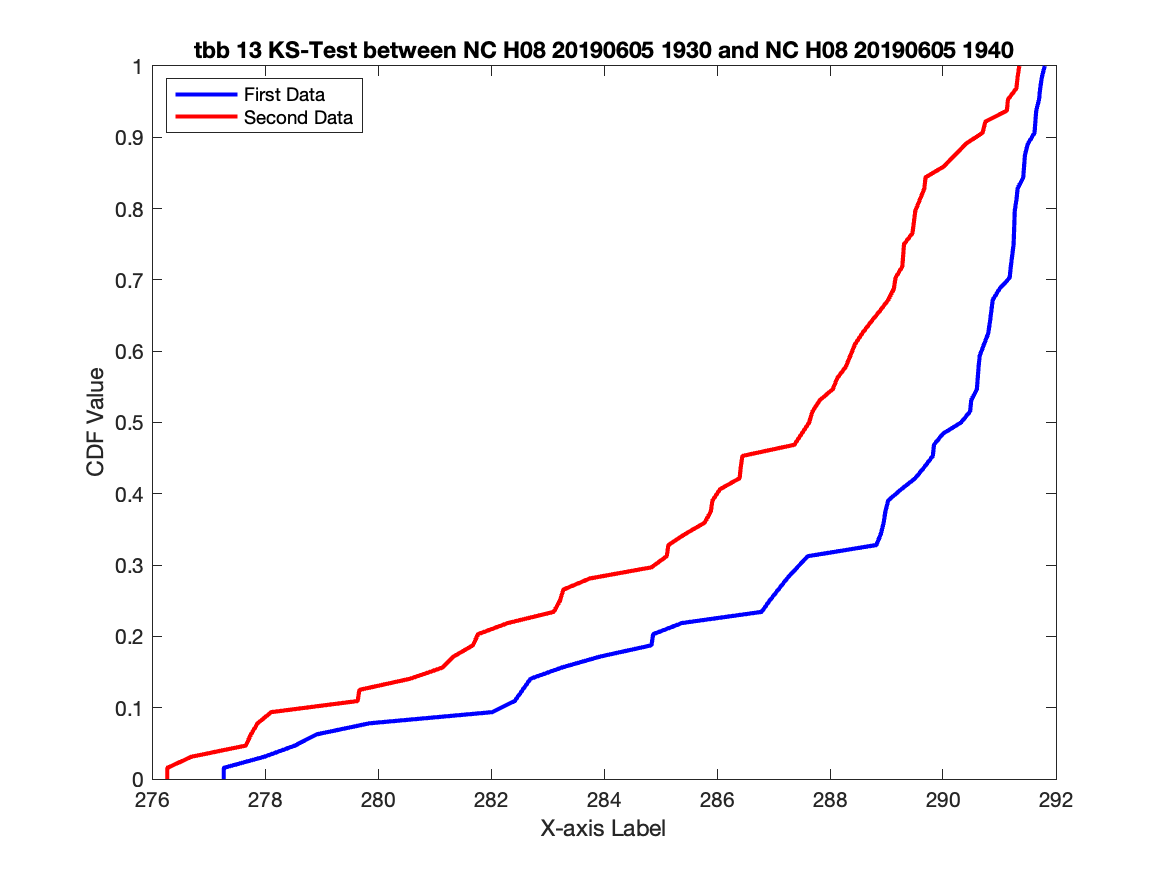 tbb 13 KS-Test between NC H08 20190605 1930 and NC H08 20190605 1940
First Data
Second Data
CDF Value
1
0.9
0.8
0.7
0.6
0.5
0.4
0.3
0.2
0.1
0
276 278 280 282 284 286 288 290 292
X-axis Label